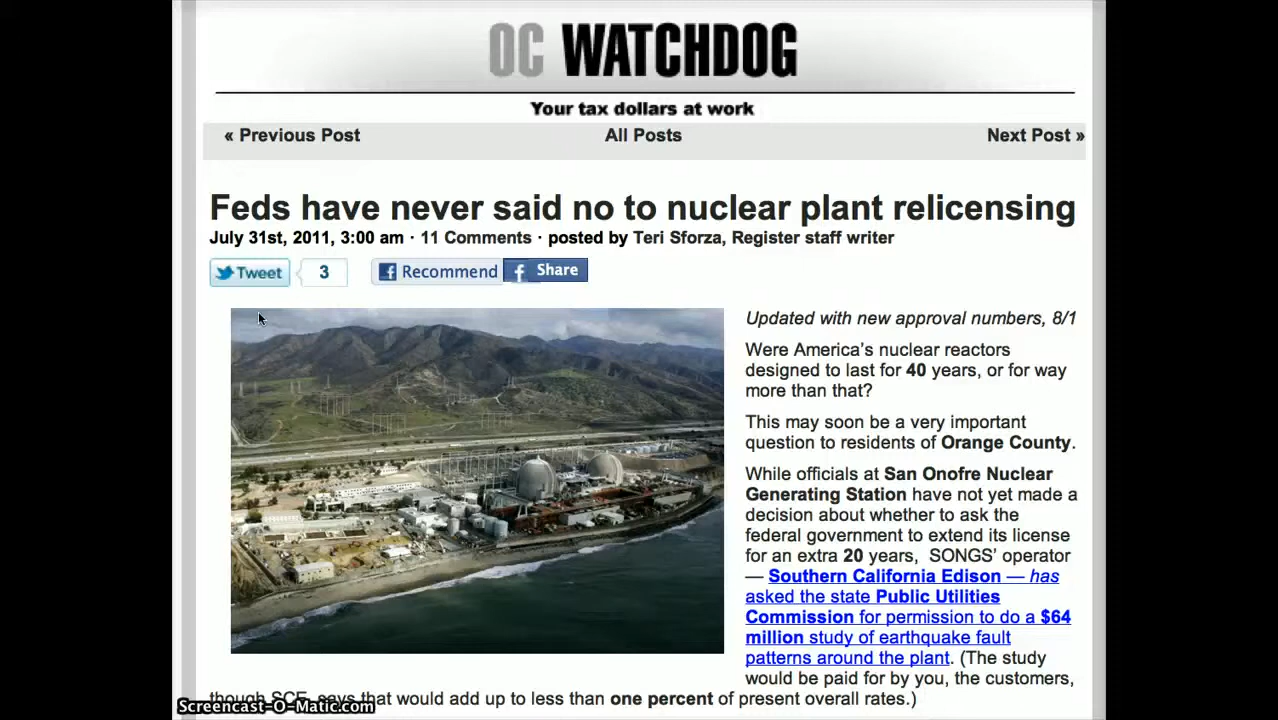 OC WATCHDOG
Your tax dollars at work
« Previous Post
All Posts
Next Post »
Feds have never said no to nuclear plant relicensing
July 31st, 2011, 3:00 am · 11 Comments · posted by Teri Sforza, Register staff writer
Tweet
3
Recommend
Share
Updated with new approval numbers, 8/1
Were America’s nuclear reactors
designed to last for 40 years, or for way
more than that?
This may soon be a very important
question to residents of Orange County.
While officials at San Onofre Nuclear
Generating Station have not yet made a
decision about whether to ask the
federal government to extend its license
for an extra 20 years, SONGS’ operator
— Southern California Edison — has
asked the state Public Utilities
Commission for permission to do a $64
million study of earthquake fault
patterns around the plant. (The study
would be paid for by you, the customers,
though SCE says that would add up to less than one percent of present overall rates.)
Screencast-O-Matic.com